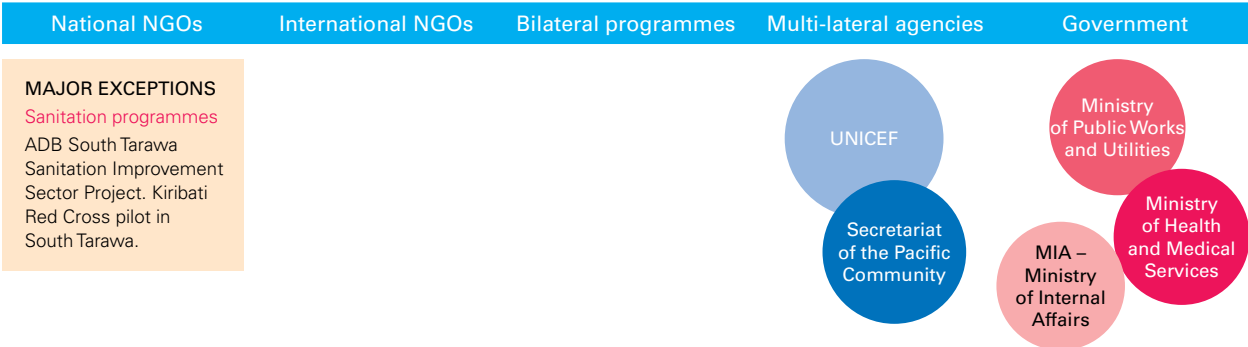 National NGOs
International NGOs
Bilateral programmes
Multi-lateral agencies
Government
MAJOR EXCEPTIONS
Sanitation programmes
ADB South Tarawa
Sanitation Improvement
Sector Project. Kiribati
Red Cross pilot in
South Tarawa.
UNICEF
Secretariat
of the Pacific
Community
Ministry
of Public Works
and Utilities
Ministry
of Health
and Medical
Services
MIA –
Ministry
of Internal
Affairs